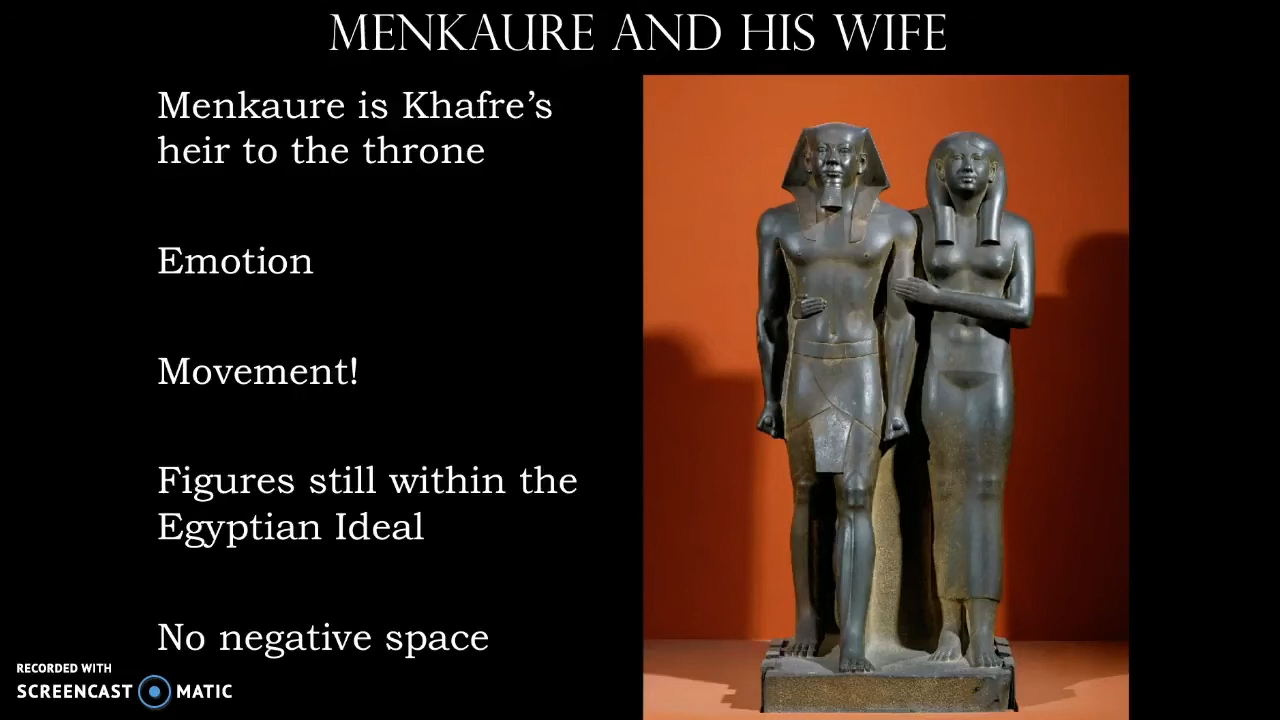 MENKAURE AND HIS WIFE
Menkaure is Khafre’s
heir to the throne
Emotion
Movement!
Figures still within the
Egyptian Ideal
No negative space
RECORDED WITH
SCREENCAST MATIC